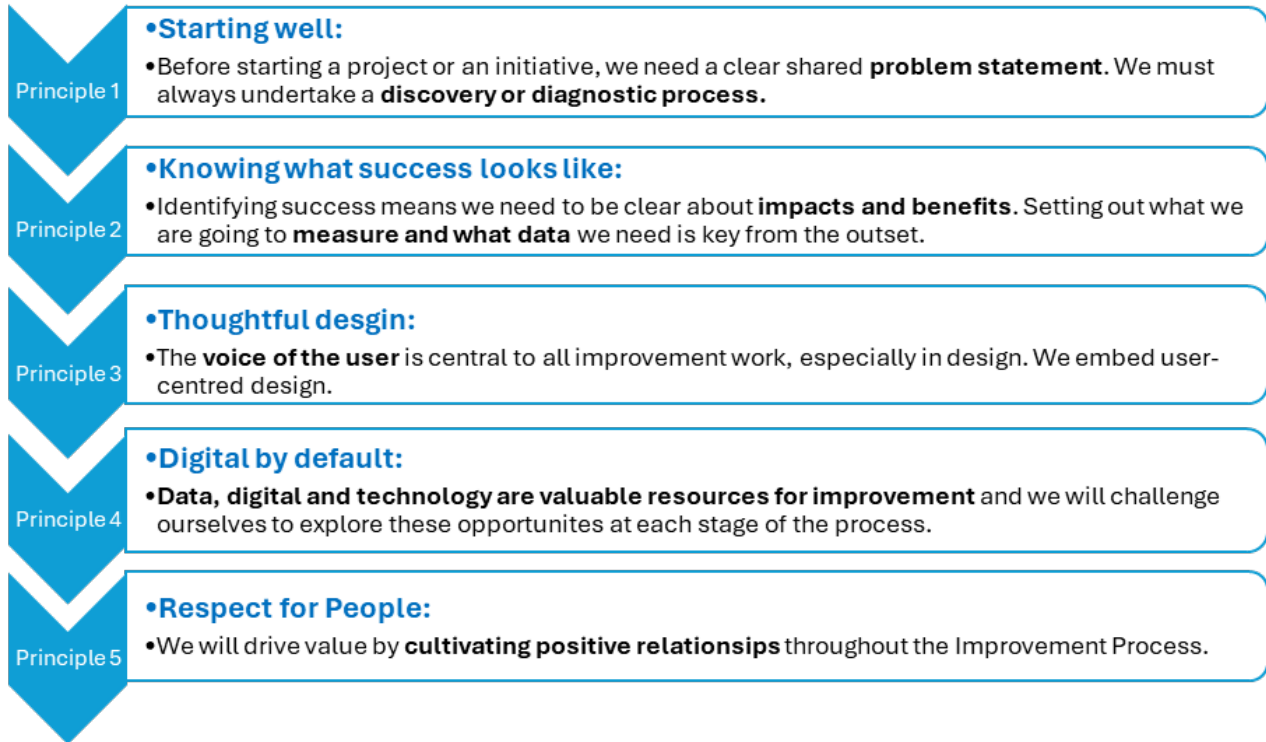 Principle 1
•Starting well:
•Before starting a project or an initiative, we need a clear shared problem statement. We must
always undertake a discovery or diagnostic process.
Principle 2
•Knowing what success looks like:
•Identifying success means we need to be clear about impacts and benefits. Setting out what we
are going to measure and what data we need is key from the outset.
Principle 3
•Thoughtful desgin:
•The voice of the user is central to all improvement work, especially in design. We embed user-
centred design.
Principle 4
•Digital by default:
•Data, digital and technology are valuable resources for improvement and we will challenge
ourselves to explore these opportunites at each stage of the process.
Principle 5
•Respect for People:
•We will drive value by cultivating positive relationsips throughout the Improvement Process.